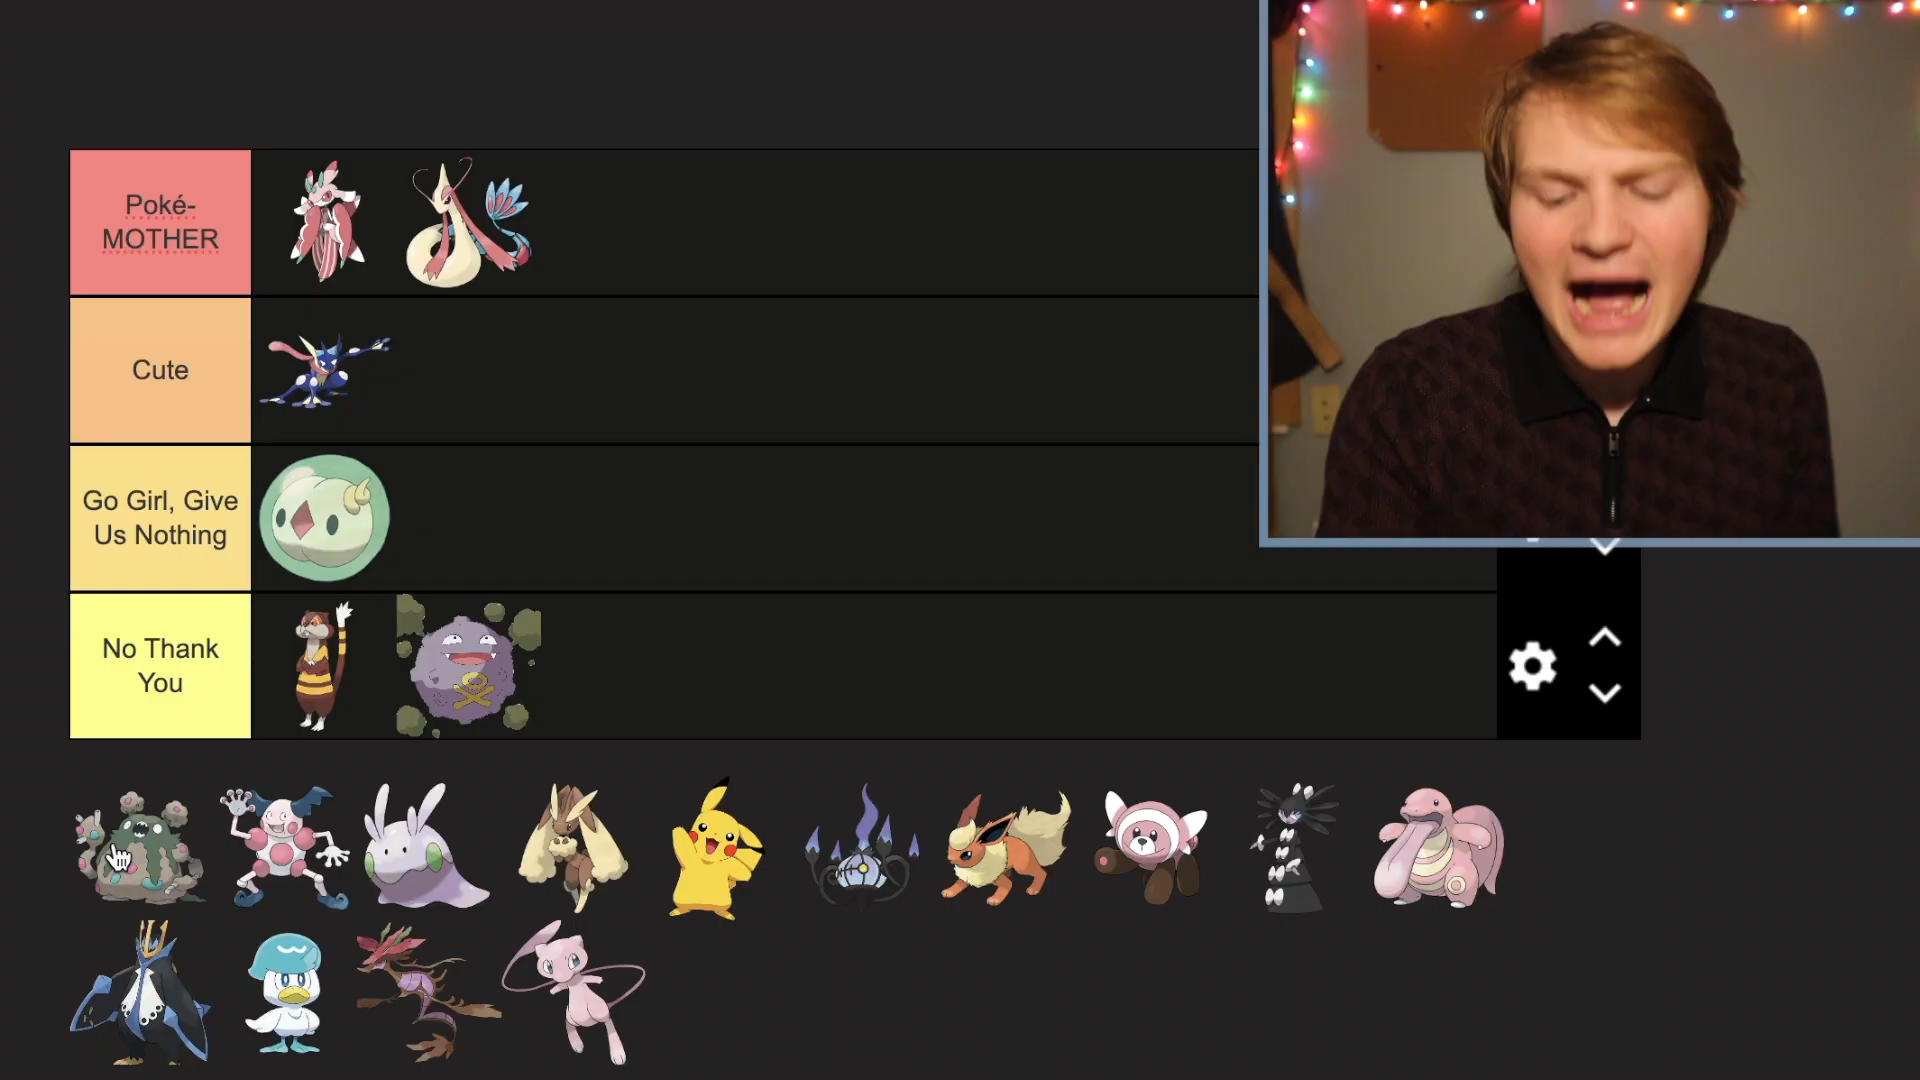 Poké-
MOTHER
Cute
Go Girl, Give
Us Nothing
No Thank
You